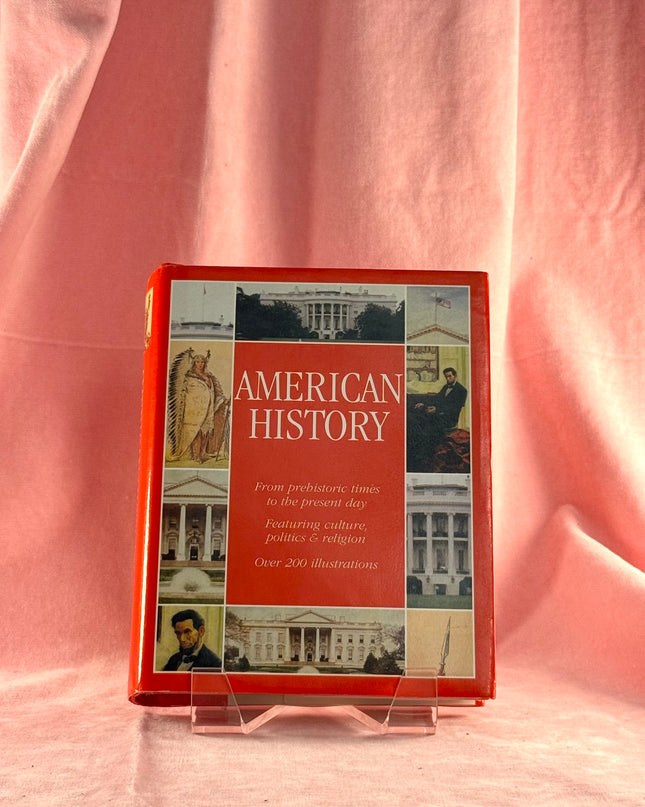 AMERICAN
HISTORY
From prehistoric times
to the present day
Featuring culture,
politics & religion
Over 200 illustrations